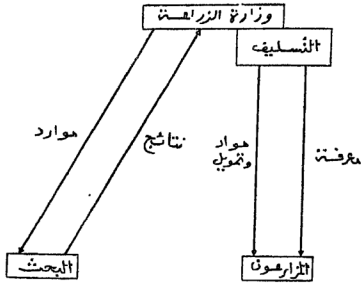 وزارة الزراعة
التسليف
موارد
نتائج
مواد
وتمويل
معرفة
البحث
المزارعون